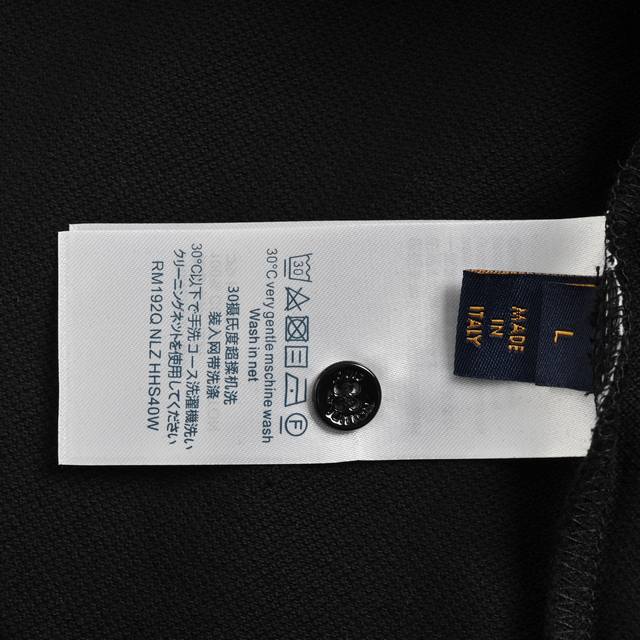 30°C very gentle mschine wash
Wash in net
30摄氏度超揉机洗
装入网带洗涤
30°C以下で手洗コース洗濯機洗い
クリーニングネットを使用してください
RM192Q NLZ HHS40W
MADE
IN
ITALY
L
30
F